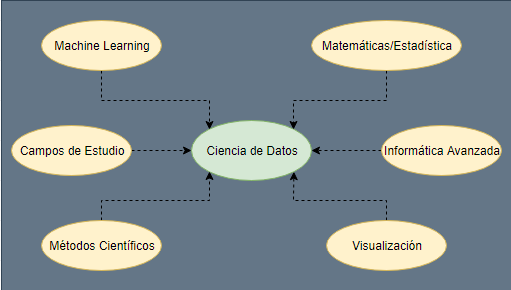 Machine Learning
Matemáticas/Estadística
Campos de Estudio
Ciencia de Datos
Informática Avanzada
Métodos Científicos
Visualización